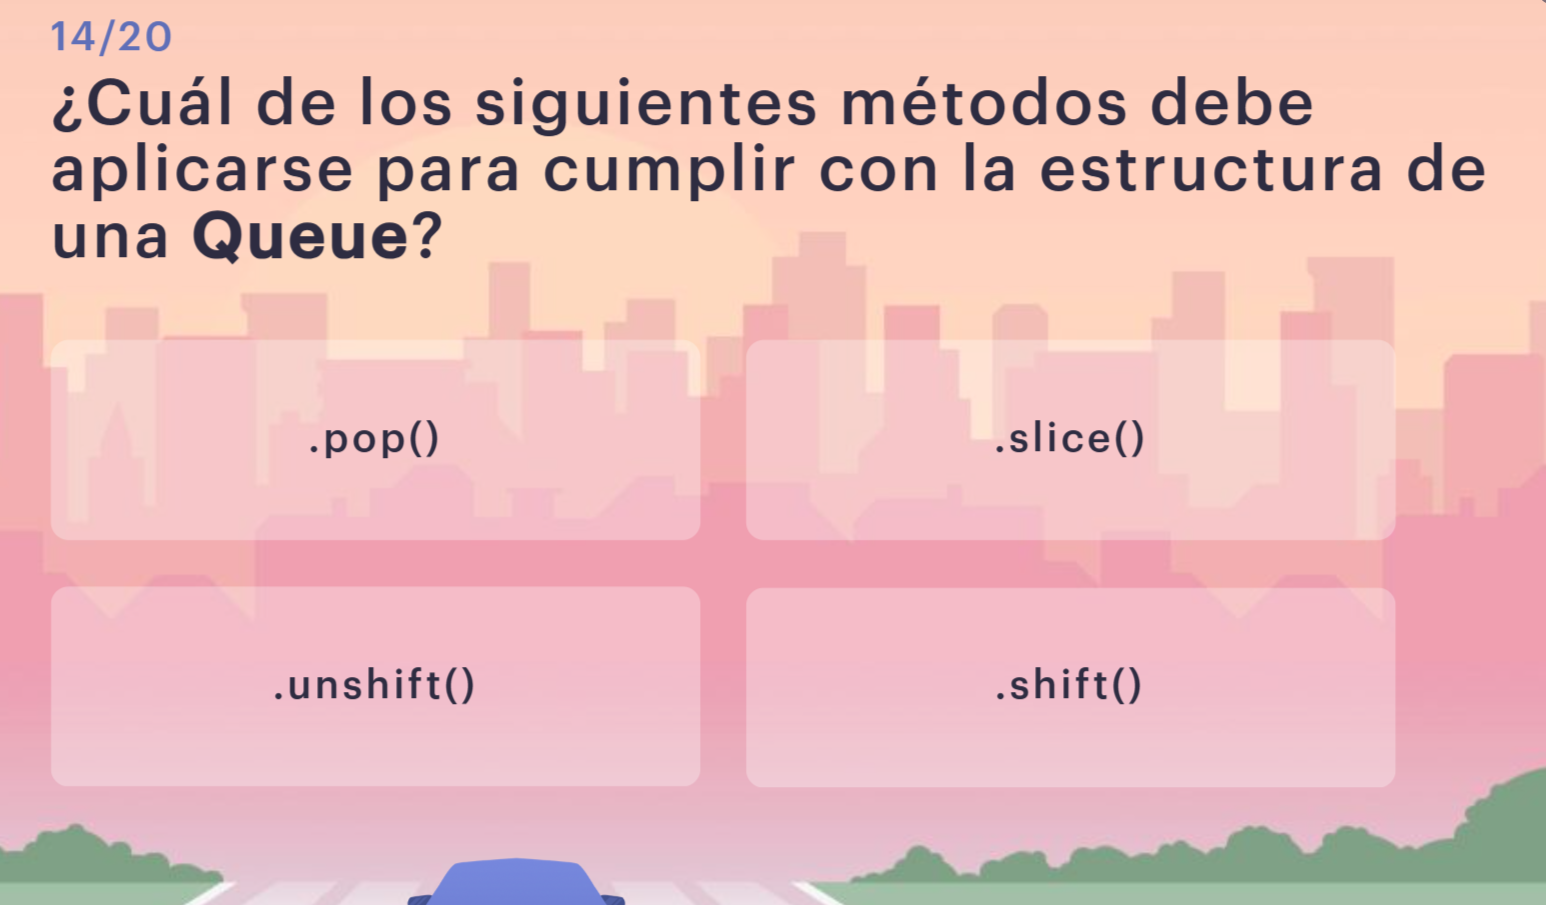 14/20
¿Cuál de los siguientes métodos debe
aplicarse para cumplir con la estructura de
una Queue?
.pop()
.slice()
.unshift()
.shift()